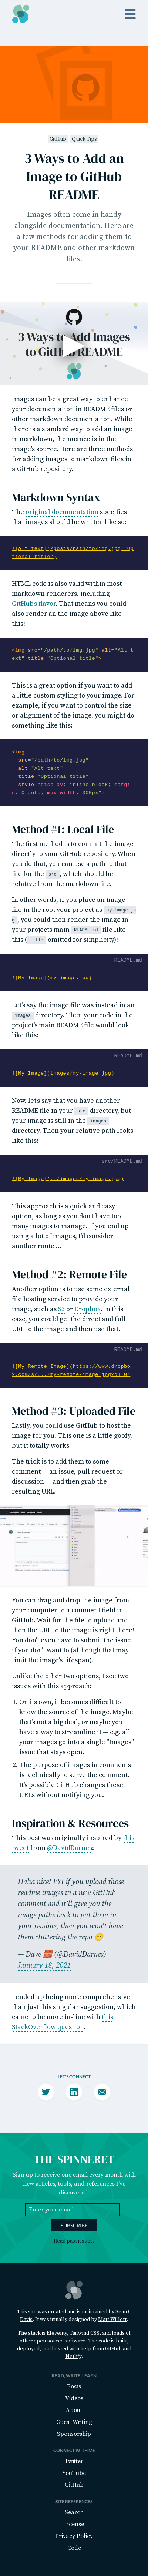 GitHub Quick Tips
3 Ways to Add an
Image to GitHub
README
Images often come in handy
alongside documentation. Here are
a few methods for adding them to
your README and other markdown
files.
3 Ways to Add Images
to GitHub README
Images can be a great way to enhance
your documentation in README files or
other markdown documentation. While
there is a standard way to add an image
in markdown, the nuance is in the
image's source. Here are three methods
for adding images to markdown files in
a GitHub repository.
Markdown Syntax
The original documentation specifies
that images should be written like so:
![Alt text](/posts/path/to/img.jpg "Op
tional title")
HTML code is also valid within most
markdown renderers, including
GitHub's flavor. That means you could
also render an the image above like
this:
<img src="/path/to/img.jpg" alt="Alt t
ext" title="Optional title">
This is a great option if you want to add
a little custom styling to your image. For
example, if you want to control the size
or alignment of the image, you might do
something like this:
<img
src="/path/to/img.jpg"
alt="Alt text"
title="Optional title"
style="display: inline-block; margi
n: 0 auto; max-width: 300px">
Method #1: Local File
The first method is to commit the image
directly to your GitHub repository. When
you do that, you can then use a path to a
file for the src, which should be
relative from the markdown file.
In other words, if you place an image
file in the root your project as my-image.jp
g, you could then render the image in
your projects main README.md file like
this (title omitted for simplicity):
README.md
![My Image](my-image.jpg)
Let's say the image file was instead in an
images directory. Then your code in the
project's main README file would look
like this:
README.md
![My Image](images/my-image.jpg)
Now, let's say that you have another
README file in your src directory, but
your image is still in the images
directory. Then your relative path looks
like this:
src/README.md
![My Image](../images/my-image.jpg)
This approach is a quick and easy
option, as long as you don't have too
many images to manage. If you find you
end up a lot of images, I'd consider
another route ...
Method #2: Remote File
Another option is to use some external
file hosting service to provide your
image, such as S3 or Dropbox. In this
case, you could get the direct and full
URL to the image and then use that.
README.md
![My Remote Image](https://www.dropbo
x.com/s/.../my-remote-image.jpg?dl=0)
Method #3: Uploaded File
Lastly, you could use GitHub to host the
image for you. This one is a little goofy,
but it totally works!
The trick is to add them to some
comment — an issue, pull request or
discussion — and then grab the
resulting URL.
You can drag and drop the image from
your computer to a comment field in
GitHub. Wait for the file to upload and
then the URL to the image is right there!
You don't even have to submit the issue
if you don't want to (although that may
limit the image's lifespan).
Unlike the other two options, I see two
issues with this approach:
1. On its own, it becomes difficult to
know the source of the image. Maybe
that's not a big deal, or maybe you
have a way to streamline it — e.g. all
your images go into a single "Images"
issue that stays open.
2. The purpose of images in comments
is technically to serve the comment.
It's possible GitHub changes these
URLs without notifying you.
Inspiration & Resources
This post was originally inspired by this
tweet from @DavidDarnes:
Haha nice! FYI if you upload those
readme images in a new GitHub
comment and it'll give you the
image paths back to put them in
your readme, then you won't have
them cluttering the repo 🙂
— Dave 🧱 (@DavidDarnes)
January 18, 2021
I ended up being more comprehensive
than just his singular suggestion, which
came to be more in-line with this
StackOverflow question.
LET'S CONNECT
THE SPINNERET
Sign up to receive one email every month with
new articles, tools, and references I've
discovered.
Enter your email
SUBSCRIBE
Read past issues.
This site was created and is maintained by Sean C
Davis. It was initially designed by Matt Willett.
The stack is Eleventy, Tailwind CSS, and loads of
other open-source software. The code is built,
deployed, and hosted with help from GitHub and
Netlify.
READ, WRITE, LEARN
Posts
Videos
About
Guest Writing
Sponsorship
CONNECT WITH ME
Twitter
YouTube
GitHub
SITE REFERENCES
Search
License
Privacy Policy
Code